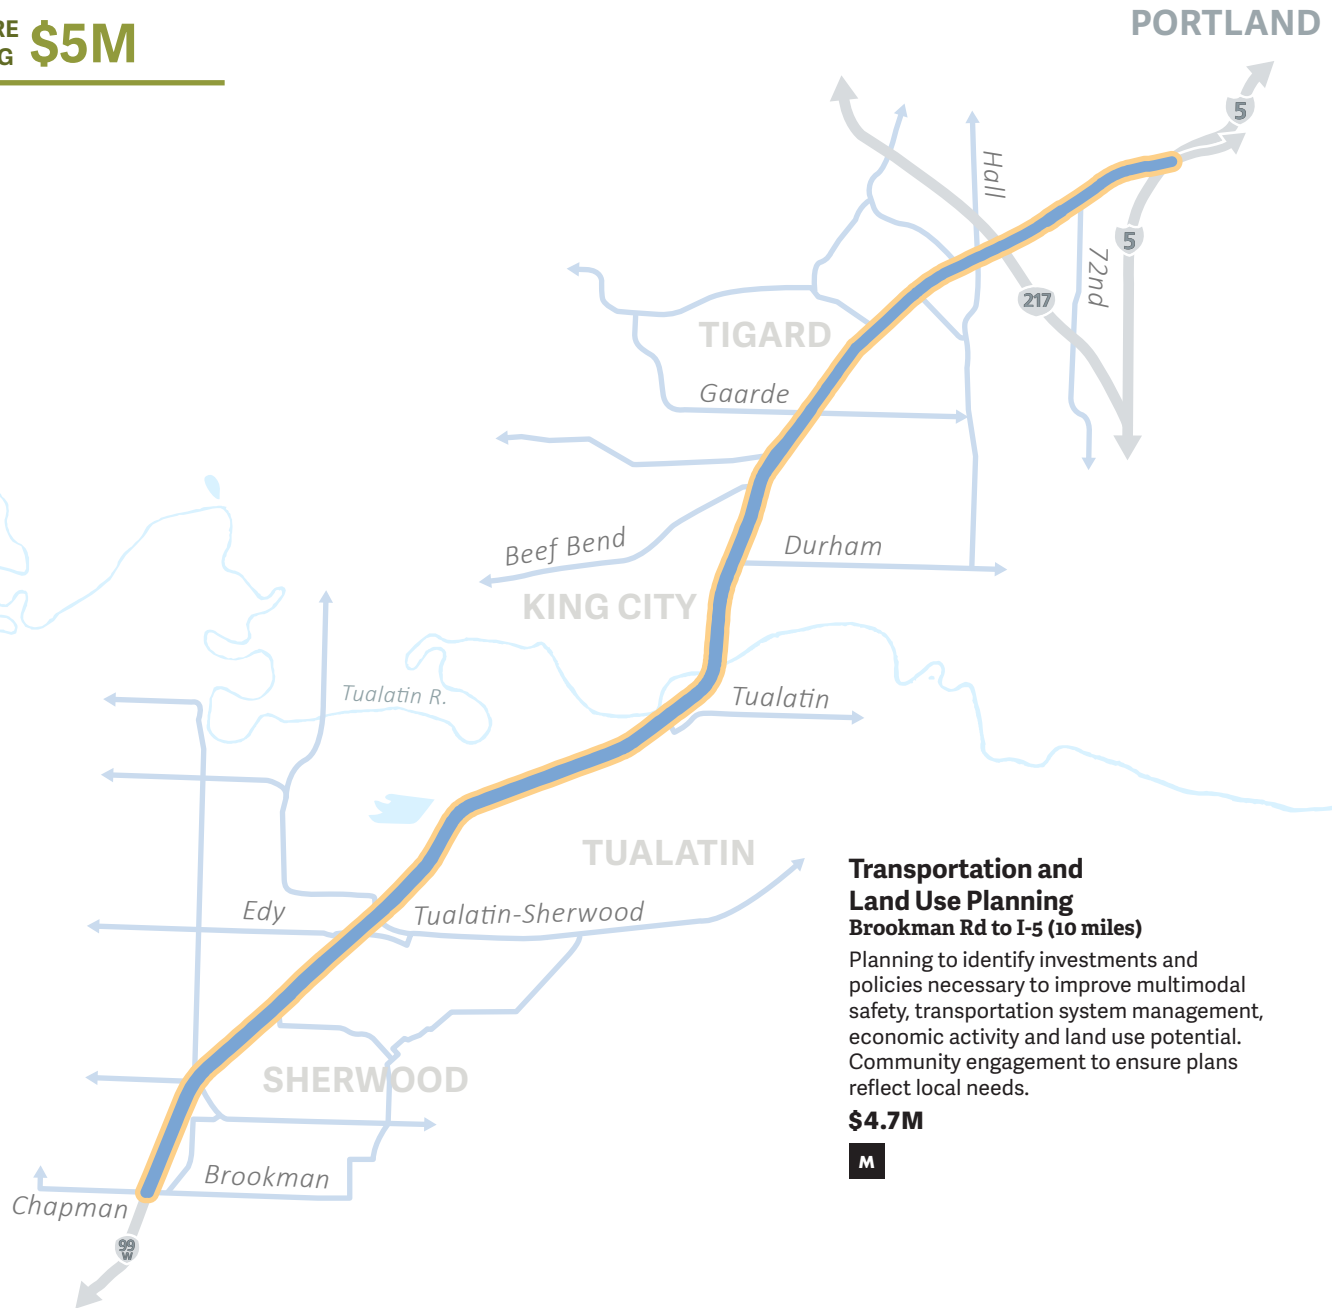 PORTLAND
$5M
5
Hall
5
72nd
217
TIGARD
Gaarde
Beef Bend
Durham
KING CITY
Tualatin R.
Tualatin
TUALATIN
Edy
Tualatin-Sherwood
SHERWOOD
Brookman
Chapman
99
W
Transportation and
Land Use Planning
Brookman Rd to I-5 (10 miles)
Planning to identify investments and
policies necessary to improve multimodal
safety, transportation system management,
economic activity and land use potential.
Community engagement to ensure plans
reflect local needs.
$4.7M
M